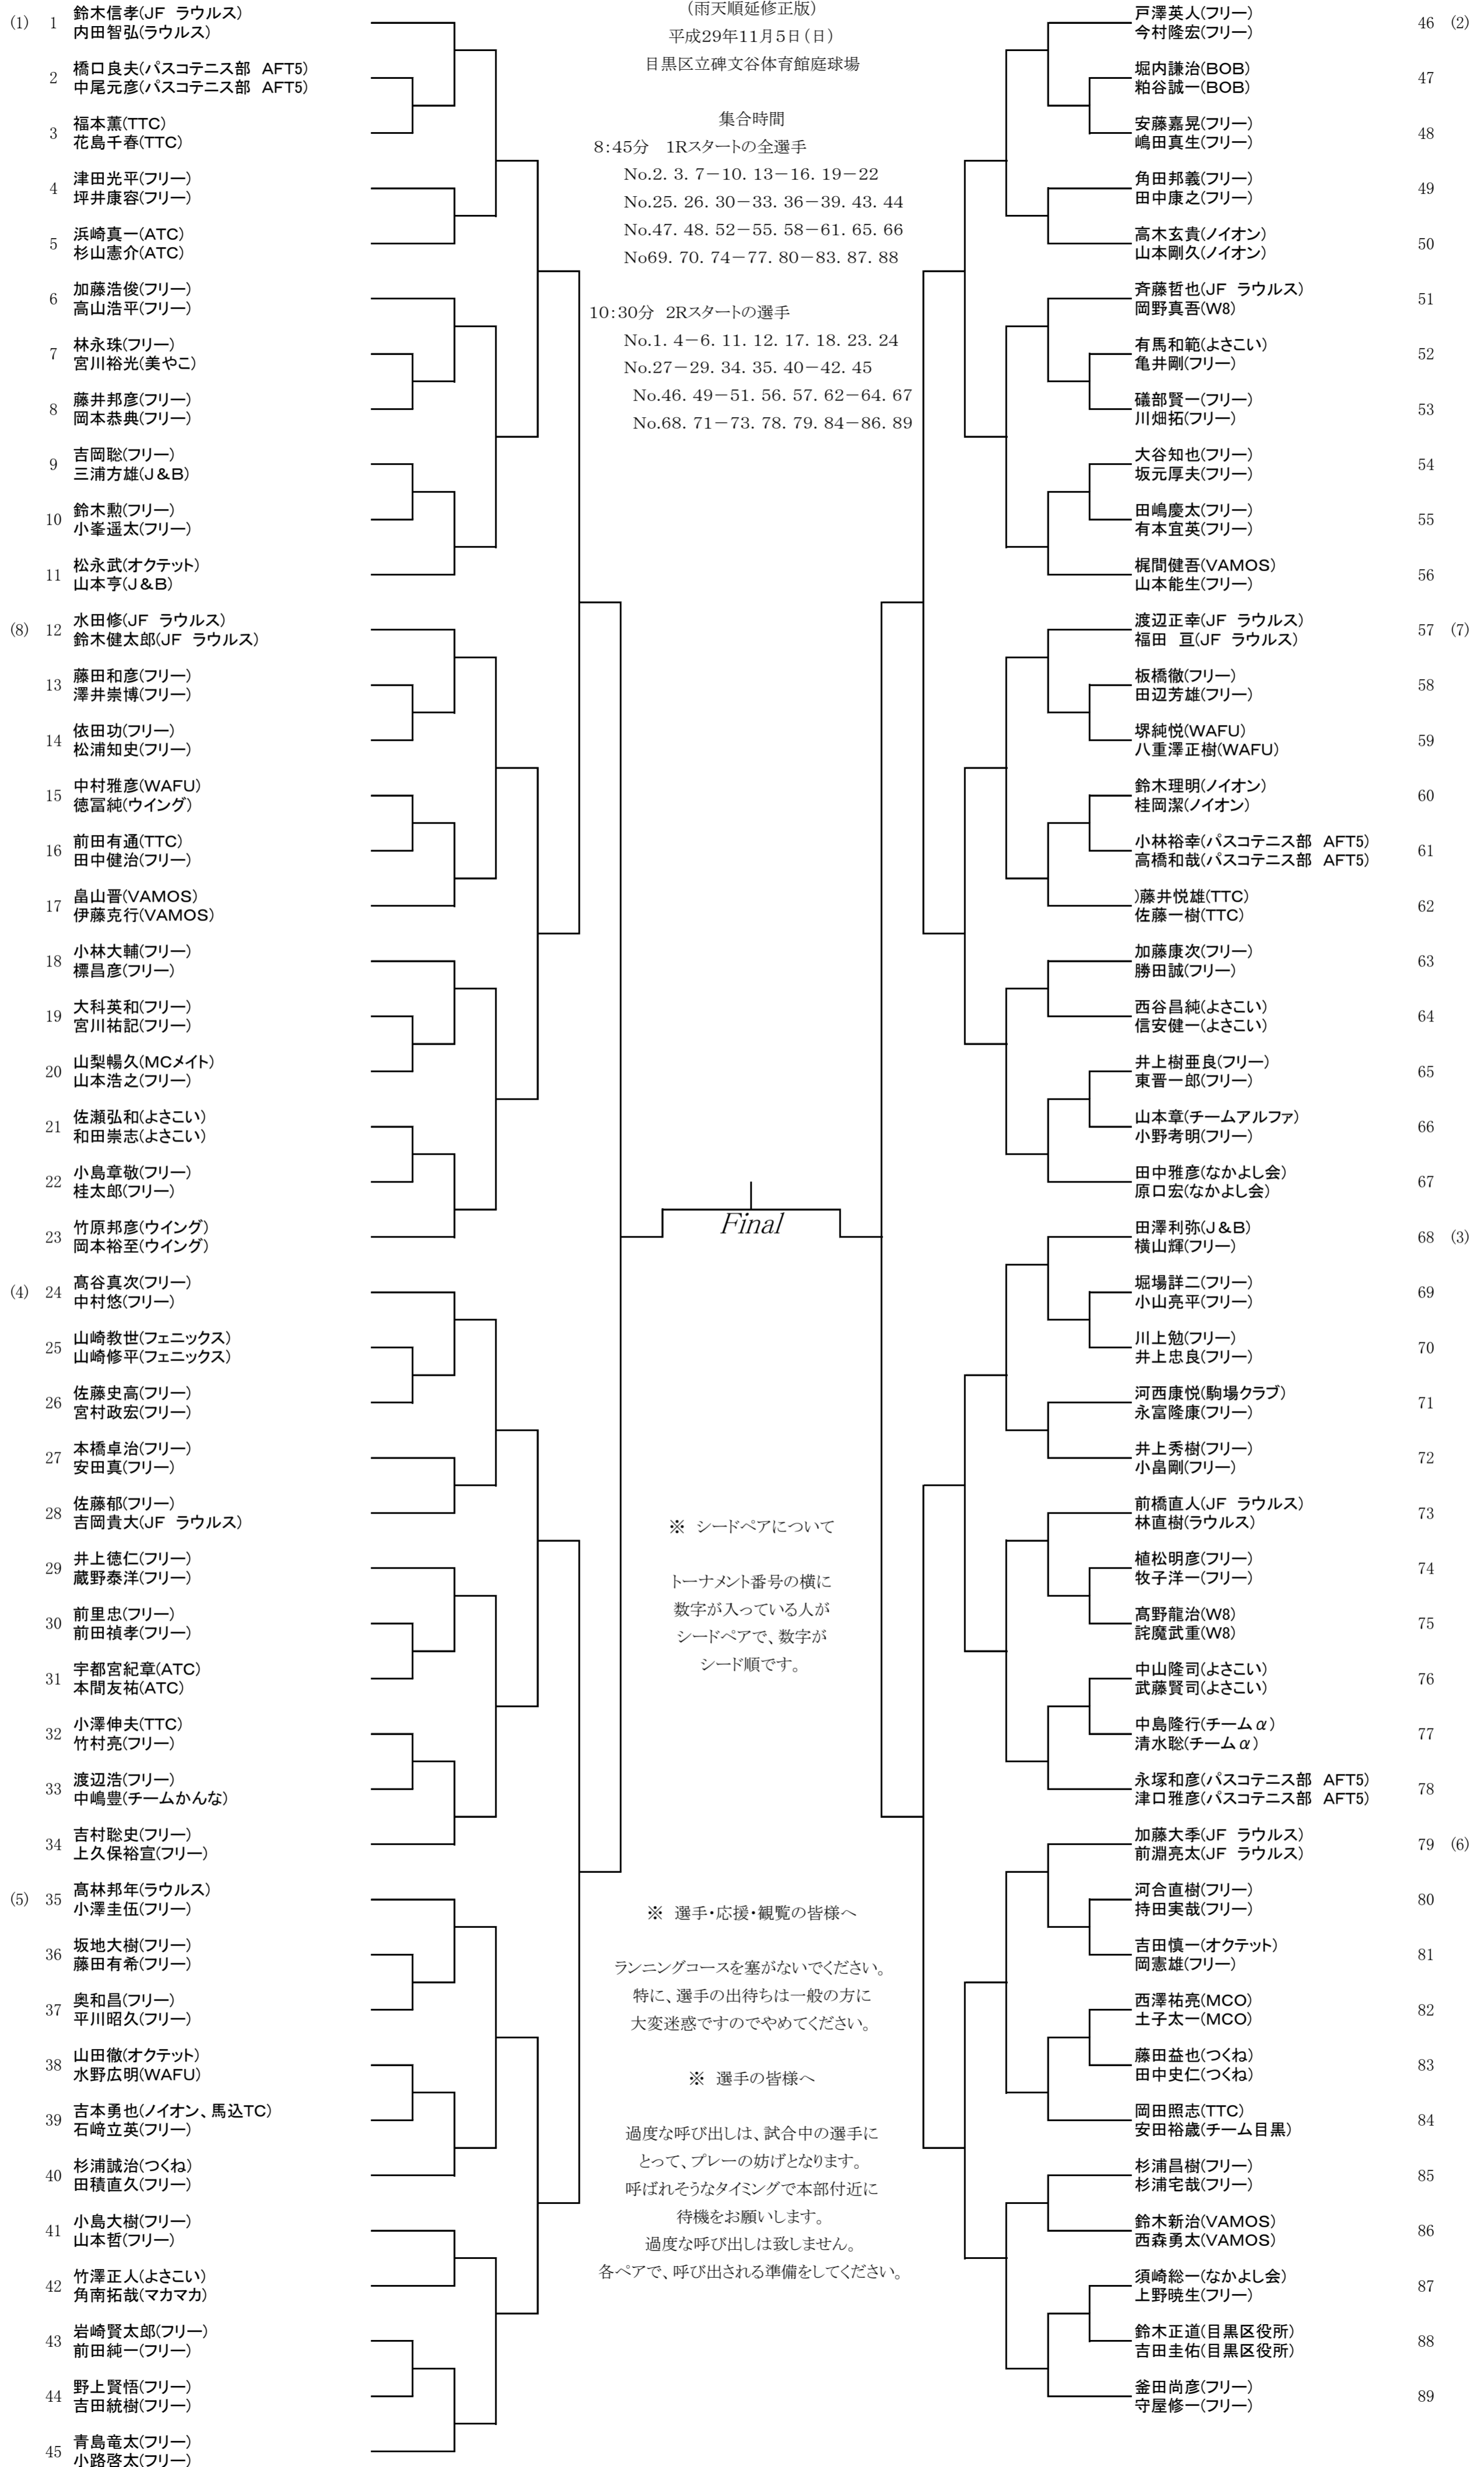 (1) 1 鈴木信孝(JF ラウルス)
内田智弘(ラウルス)
2 橋口良夫(パスコテニス部 AFT5)
中尾元彦(パスコテニス部 AFT5)
3 福本薫(TTC)
花島千春(TTC)
4 津田光平(フリー)
坪井康容(フリー)
5 浜崎真一(ATC)
杉山憲介(ATC)
6 加藤浩俊(フリー)
高山浩平(フリー)
7 林永珠(フリー)
宮川裕光(美やこ)
8 藤井邦彦(フリー)
岡本恭典(フリー)
9 吉岡聡(フリー)
三浦方雄(J&B)
10 鈴木勲(フリー)
小峯遥太(フリー)
11 松永武(オクテット)
山本亨(J&B)
(8) 12 水田修(JF ラウルス)
鈴木健太郎(JF ラウルス)
13 藤田和彦(フリー)
澤井崇博(フリー)
14 依田功(フリー)
松浦知史(フリー)
15 中村雅彦(WAFU)
徳冨純(ウイング)
16 前田有通(TTC)
田中健治(フリー)
17 畠山晋(VAMOS)
伊藤克行(VAMOS)
18 小林大輔(フリー)
標昌彦(フリー)
19 大科英和(フリー)
宮川祐記(フリー)
20 山梨暢久(MCメイト)
山本浩之(フリー)
21 佐瀬弘和(よさこい)
和田崇志(よさこい)
22 小島章敬(フリー)
桂太郎(フリー)
23 竹原邦彦(ウイング)
岡本裕至(ウイング)
(4) 24 髙谷真次(フリー)
中村悠(フリー)
25 山崎教世(フェニックス)
山崎修平(フェニックス)
26 佐藤史高(フリー)
宮村政宏(フリー)
27 本橋卓治(フリー)
安田真(フリー)
28 佐藤郁(フリー)
吉岡貴大(JF ラウルス)
29 井上徳仁(フリー)
蔵野泰洋(フリー)
30 前里忠(フリー)
前田禎孝(フリー)
31 宇都宮紀章(ATC)
本間友祐(ATC)
32 小澤伸夫(TTC)
竹村亮(フリー)
33 渡辺浩(フリー)
中嶋豊(チームかんな)
34 吉村聡史(フリー)
上久保裕宣(フリー)
(5) 35 髙林邦年(ラウルス)
小澤圭伍(フリー)
36 坂地大樹(フリー)
藤田有希(フリー)
37 奥和昌(フリー)
平川昭久(フリー)
38 山田徹(オクテット)
水野広明(WAFU)
39 吉本勇也(ノイオン、馬込TC)
石﨑立英(フリー)
40 杉浦誠治(つくね)
田積直久(フリー)
41 小島大樹(フリー)
山本哲(フリー)
42 竹澤正人(よさこい)
角南拓哉(マカマカ)
43 岩崎賢太郎(フリー)
前田純一(フリー)
44 野上賢悟(フリー)
吉田統樹(フリー)
45 青島竜太(フリー)
小路啓太(フリー)
(雨天順延修正版)
平成29年11月5日(日)
目黒区立碑文谷体育館庭球場
集合時間
8:45分 1Rスタートの全選手
No.2. 3. 7-10. 13-16. 19-22
No.25. 26. 30-33. 36-39. 43. 44
No.47. 48. 52-55. 58-61. 65. 66
No69. 70. 74-77. 80-83. 87. 88
10:30分 2Rスタートの選手
No.1. 4-6. 11. 12. 17. 18. 23. 24
No.27-29. 34. 35. 40-42. 45
No.46. 49-51. 56. 57. 62-64. 67
No.68. 71-73. 78. 79. 84-86. 89
Final
※ シードペアについて
トーナメント番号の横に
数字が入っている人が
シードペアで、数字が
シード順です。
※ 選手・応援・観覧の皆様へ
ランニングコースを塞がないでください。
特に、選手の出待ちは一般の方に
大変迷惑ですのでやめてください。
※ 選手の皆様へ
過度な呼び出しは、試合中の選手に
とって、プレーの妨げとなります。
呼ばれそうなタイミングで本部付近に
待機をお願いします。
過度な呼び出しは致しません。
各ペアで、呼び出される準備をしてください。
戸澤英人(フリー) 46 (2)
今村隆宏(フリー)
堀内謙治(BOB) 47
粕谷誠一(BOB)
安藤嘉晃(フリー) 48
嶋田真生(フリー)
角田邦義(フリー) 49
田中康之(フリー)
高木玄貴(ノイオン) 50
山本剛久(ノイオン)
斉藤哲也(JF ラウルス) 51
岡野真吾(W8)
有馬和範(よさこい) 52
亀井剛(フリー)
礒部賢一(フリー) 53
川畑拓(フリー)
大谷知也(フリー) 54
坂元厚夫(フリー)
田嶋慶太(フリー) 55
有本宜英(フリー)
梶間健吾(VAMOS) 56
山本能生(フリー)
渡辺正幸(JF ラウルス) 57 (7)
福田 亘(JF ラウルス)
板橋徹(フリー) 58
田辺芳雄(フリー)
堺純悦(WAFU) 59
八重澤正樹(WAFU)
鈴木理明(ノイオン) 60
桂岡潔(ノイオン)
小林裕幸(パスコテニス部 AFT5) 61
高橋和哉(パスコテニス部 AFT5)
)藤井悦雄(TTC) 62
佐藤一樹(TTC)
加藤康次(フリー) 63
勝田誠(フリー)
西谷昌純(よさこい) 64
信安健一(よさこい)
井上樹亜良(フリー) 65
東晋一郎(フリー)
山本章(チームアルファ) 66
小野考明(フリー)
田中雅彦(なかよし会) 67
原口宏(なかよし会)
田澤利弥(J&B) 68 (3)
横山輝(フリー)
堀場詳二(フリー) 69
小山亮平(フリー)
川上勉(フリー) 70
井上忠良(フリー)
河西康悦(駒場クラブ) 71
永富隆康(フリー)
井上秀樹(フリー) 72
小畠剛(フリー)
前橋直人(JF ラウルス) 73
林直樹(ラウルス)
植松明彦(フリー) 74
牧子洋一(フリー)
髙野龍治(W8) 75
詫魔武重(W8)
中山隆司(よさこい) 76
武藤賢司(よさこい)
中島隆行(チームα) 77
清水聡(チームα)
永塚和彦(パスコテニス部 AFT5) 78
津口雅彦(パスコテニス部 AFT5)
加藤大季(JF ラウルス) 79 (6)
前淵亮太(JF ラウルス)
河合直樹(フリー) 80
持田実哉(フリー)
吉田慎一(オクテット) 81
岡憲雄(フリー)
西澤祐亮(MCO) 82
土子太一(MCO)
藤田益也(つくね) 83
田中史仁(つくね)
岡田照志(TTC) 84
安田裕歳(チーム目黒)
杉浦昌樹(フリー) 85
杉浦宅哉(フリー)
鈴木新治(VAMOS) 86
西森勇太(VAMOS)
須崎総一(なかよし会) 87
上野暁生(フリー)
鈴木正道(目黒区役所) 88
吉田圭佑(目黒区役所)
釜田尚彦(フリー) 89
守屋修一(フリー)